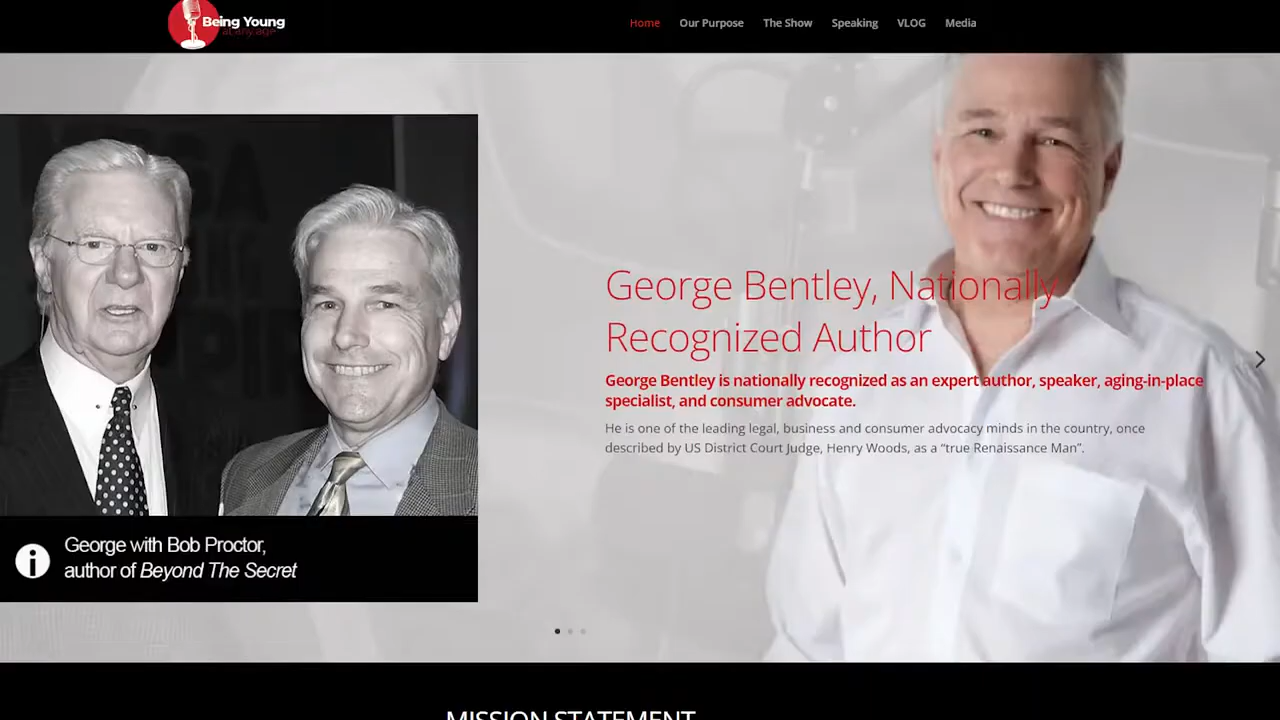 Being Young
at any age
Home Our Purpose The Show Speaking VLOG Media
George Bentley, Nationally
Recognized Author
George Bentley is nationally recognized as an expert author, speaker, aging-in-place
specialist, and consumer advocate.
He is one of the leading legal, business and consumer advocacy minds in the country, once
described by US District Court Judge, Henry Woods, as a “true Renaissance Man”.
George with Bob Proctor,
author of Beyond The Secret
MISSION STATEMENT